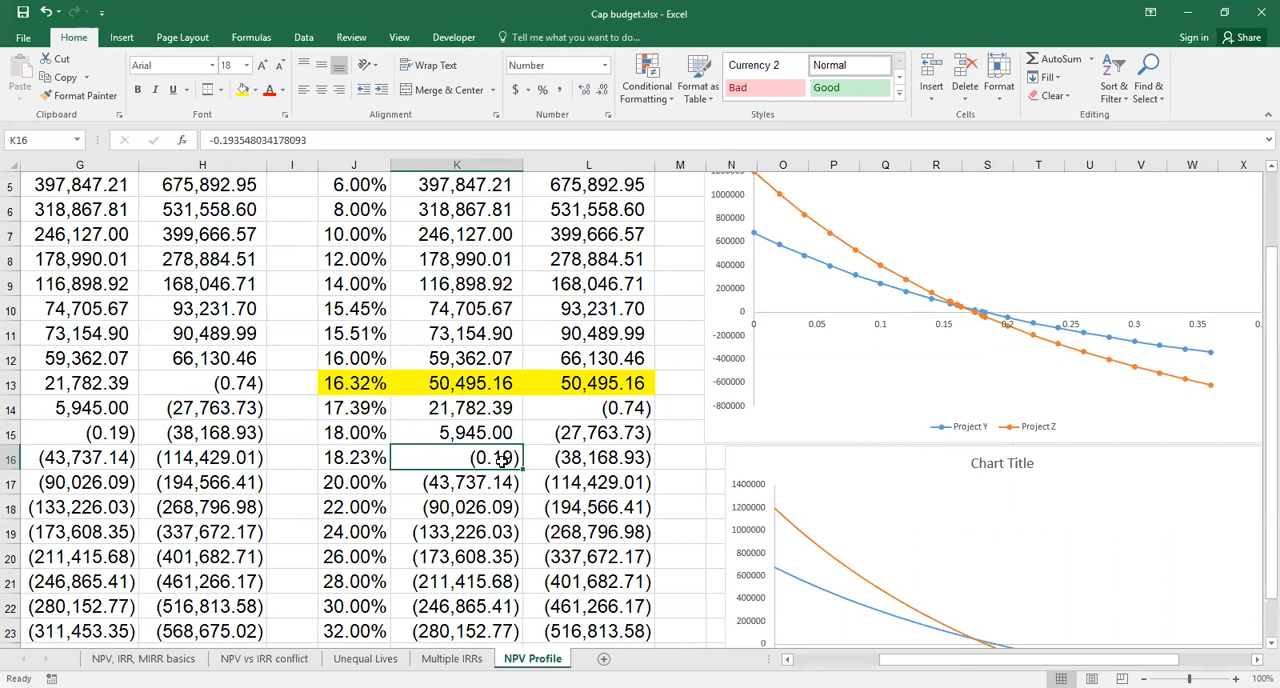 Cap budget.xlsx - Excel
File Home Insert Page Layout Formulas Data Review View Developer Tell me what you want to do... Sign in Share
Paste Cut Copy Format Painter
Arial 18 Wrap Text Merge & Center Number
B I U A $ % ,
Conditional Formatting Format as Table Currency 2 Normal Bad Good
Insert Delete Format AutoSum Fill Clear Sort & Filter Find & Select
Clipboard Font Alignment Number Styles Cells Editing
K16 fx -0.193548034178093
G H I J K L M N O P Q R S T U V W X
5 397,847.21 675,892.95 6.00% 397,847.21 675,892.95
6 318,867.81 531,558.60 8.00% 318,867.81 531,558.60
7 246,127.00 399,666.57 10.00% 246,127.00 399,666.57
8 178,990.01 278,884.51 12.00% 178,990.01 278,884.51
9 116,898.92 168,046.71 14.00% 116,898.92 168,046.71
10 74,705.67 93,231.70 15.45% 74,705.67 93,231.70
11 73,154.90 90,489.99 15.51% 73,154.90 90,489.99
12 59,362.07 66,130.46 16.00% 59,362.07 66,130.46
13 21,782.39 (0.74) 16.32% 50,495.16 50,495.16
14 5,945.00 (27,763.73) 17.39% 21,782.39 (0.74)
15 (0.19) (38,168.93) 18.00% 5,945.00 (27,763.73)
16 (43,737.14) (114,429.01) 18.23% (0.19) (38,168.93)
17 (90,026.09) (194,566.41) 20.00% (43,737.14) (114,429.01)
18 (133,226.03) (268,796.98) 22.00% (90,026.09) (194,566.41)
19 (173,608.35) (337,672.17) 24.00% (133,226.03) (268,796.98)
20 (211,415.68) (401,682.71) 26.00% (173,608.35) (337,672.17)
21 (246,865.41) (461,266.17) 28.00% (211,415.68) (401,682.71)
22 (280,152.77) (516,813.58) 30.00% (246,865.41) (461,266.17)
23 (311,453.35) (568,675.02) 32.00% (280,152.77) (516,813.58)
1000000
800000
600000
400000
200000
0
0 0.05 0.1 0.15 0.2 0.25 0.3 0.35
-200000
-400000
-600000
-800000
Project Y Project Z
Chart Title
1400000
1200000
1000000
800000
600000
400000
200000
0
NPV, IRR, MIRR basics NPV vs IRR conflict Unequal Lives Multiple IRRs NPV Profile
Ready 100%